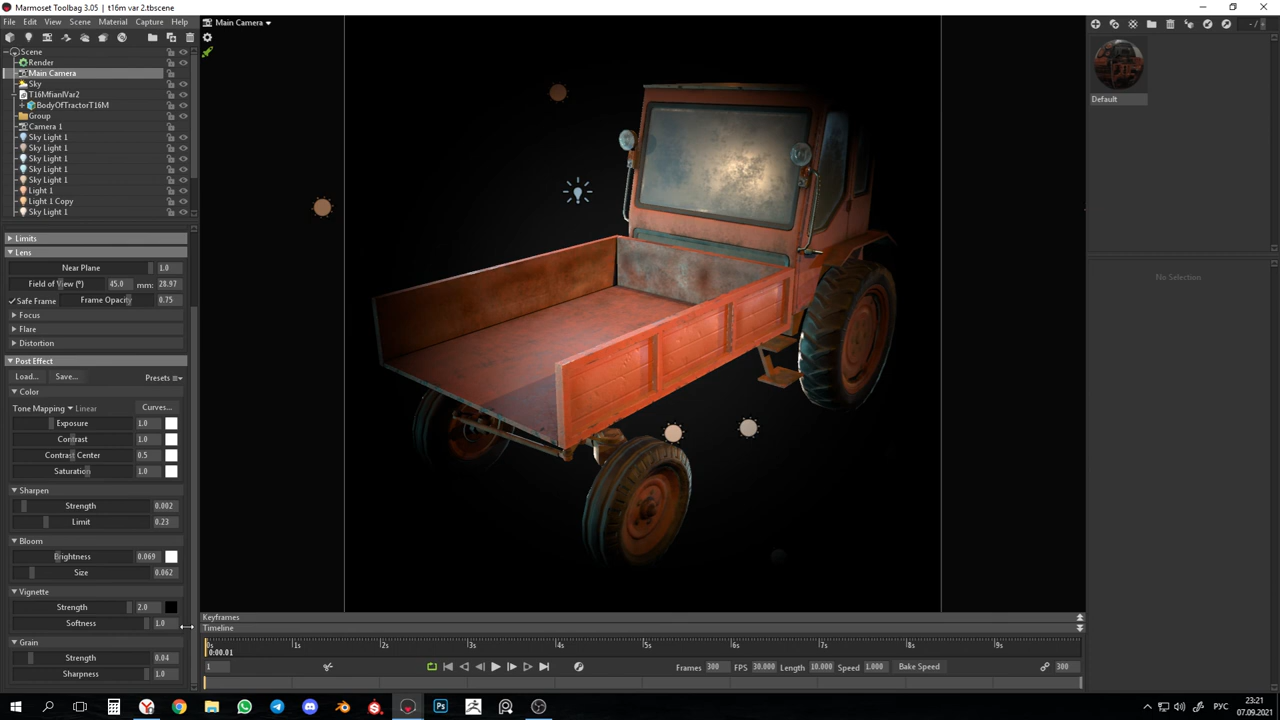 Marmoset Toolbag 3.05 | t16m var 2.tbscene
File Edit View Scene Material Capture Help
Main Camera
Scene
Render
Main Camera
Sky
T16MfianlVar2
BodyOfTractorT16M
Group
Camera 1
Sky Light 1
Sky Light 1
Sky Light 1
Sky Light 1
Sky Light 1
Light 1
Light 1 Copy
Sky Light 1
Limits
Lens
Near Plane 1.0
Field of View (°) 45.0 mm: 28.97
Safe Frame Frame Opacity 0.75
Focus
Flare
Distortion
Post Effect
Load... Save... Presets
Color
Tone Mapping Linear Curves...
Exposure 1.0
Contrast 1.0
Contrast Center 0.5
Saturation 1.0
Sharpen
Strength 0.002
Limit 0.23
Bloom
Brightness 0.069
Size 0.062
Vignette
Strength 2.0
Softness 1.0
Grain
Strength 0.04
Sharpness 1.0
Default
- /
No Selection
Keyframes
Timeline
0s 1s 2s 3s 4s 5s 6s 7s 8s 9s
0:00.01
1 Frames 300 FPS 30.000 Length 10.000 Speed 1.000 Bake Speed 300
РУС
23:21
07.09.2021